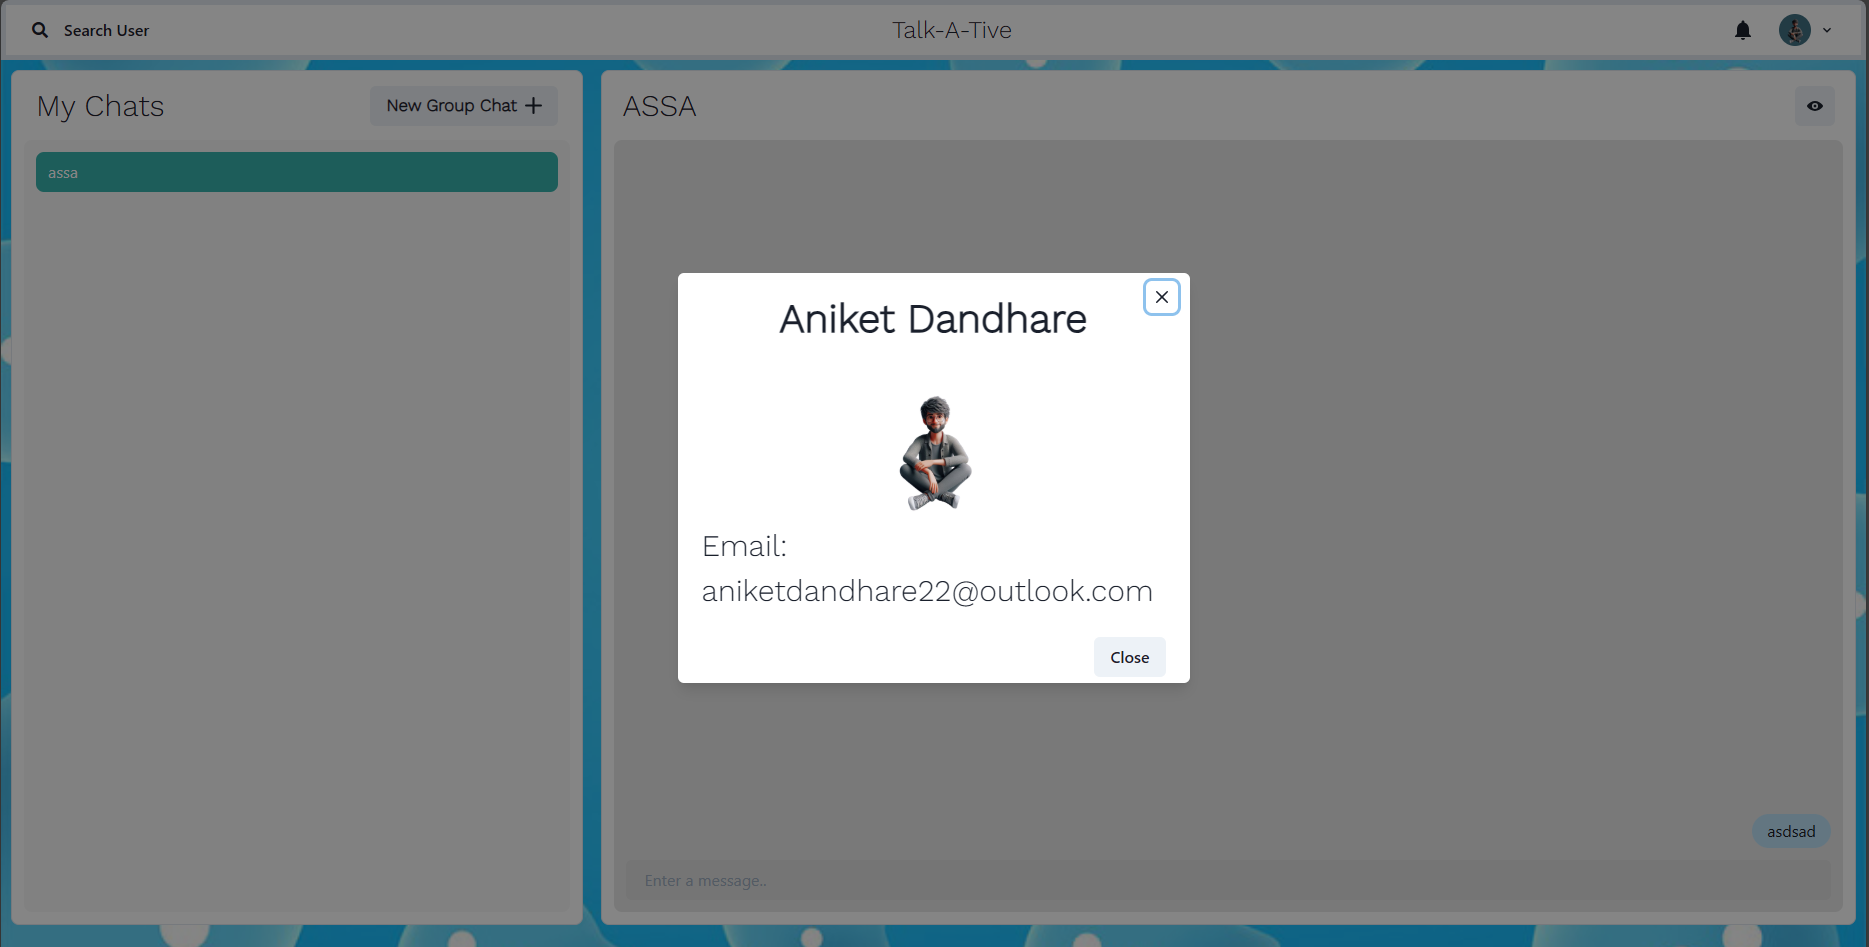 Search User
Talk-A-Tive
My Chats
New Group Chat
assa
ASSA
Aniket Dandhare
Email:
aniketdandhare22@outlook.com
Close
asdsad
Enter a message..